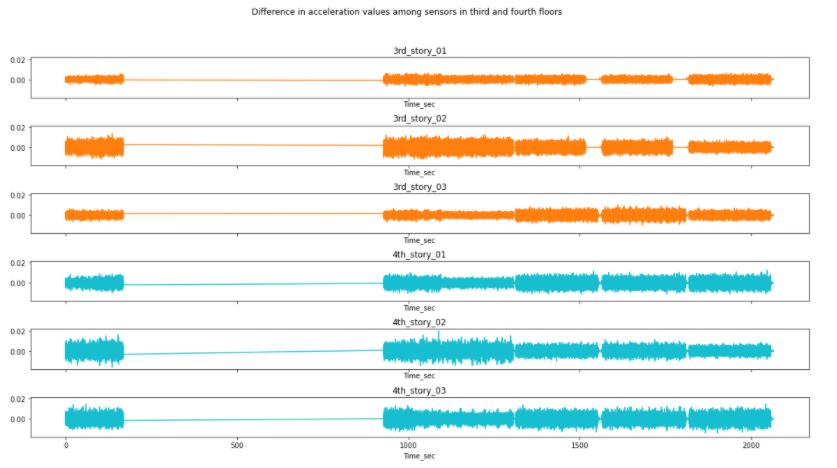 Difference in acceleration values among sensors in third and fourth floors
3rd_story_01
0.02
0.00
Time_sec
3rd_story_02
0.02
0.00
Time_sec
3rd_story_03
0.02
0.00
Time_sec
4th_story_01
0.02
0.00
Time_sec
4th_story_02
0.02
0.00
Time_sec
4th_story_03
0.02
0.00
0 500 1000 1500 2000
Time_sec